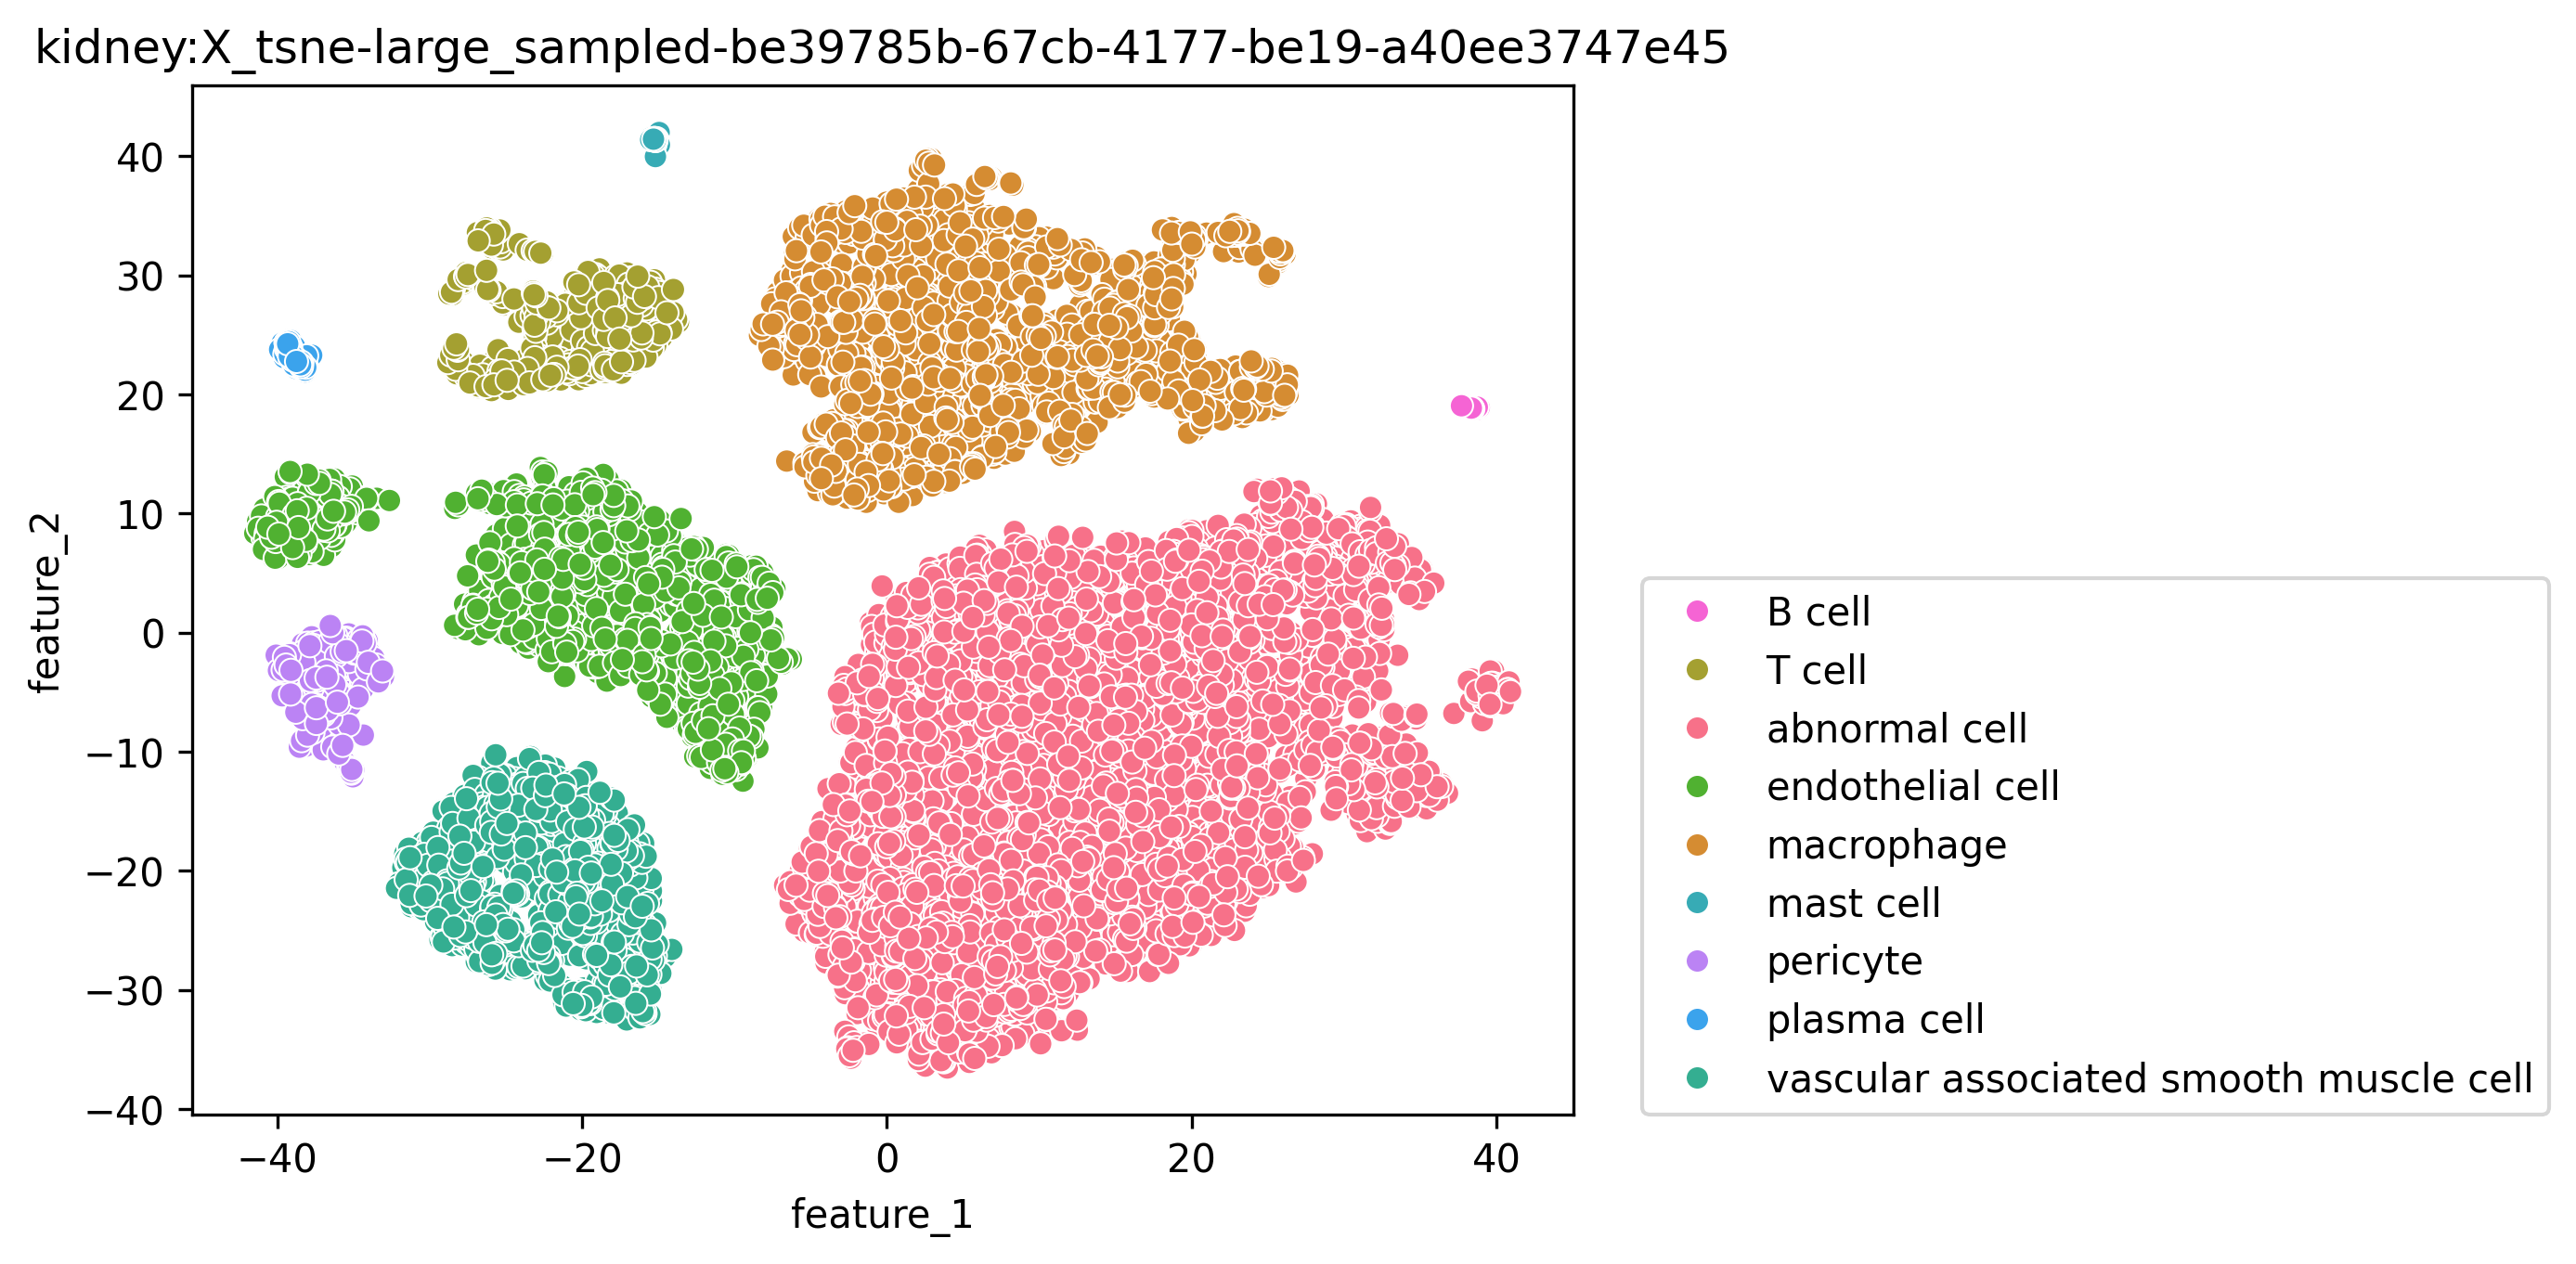 kidney:X_tsne-large_sampled-be39785b-67cb-4177-be19-a40ee3747e45
40
30
20
10
0
−10
−20
−30
−40
feature_2
−40
−20
0
20
40
feature_1
B cell
T cell
abnormal cell
endothelial cell
macrophage
mast cell
pericyte
plasma cell
vascular associated smooth muscle cell